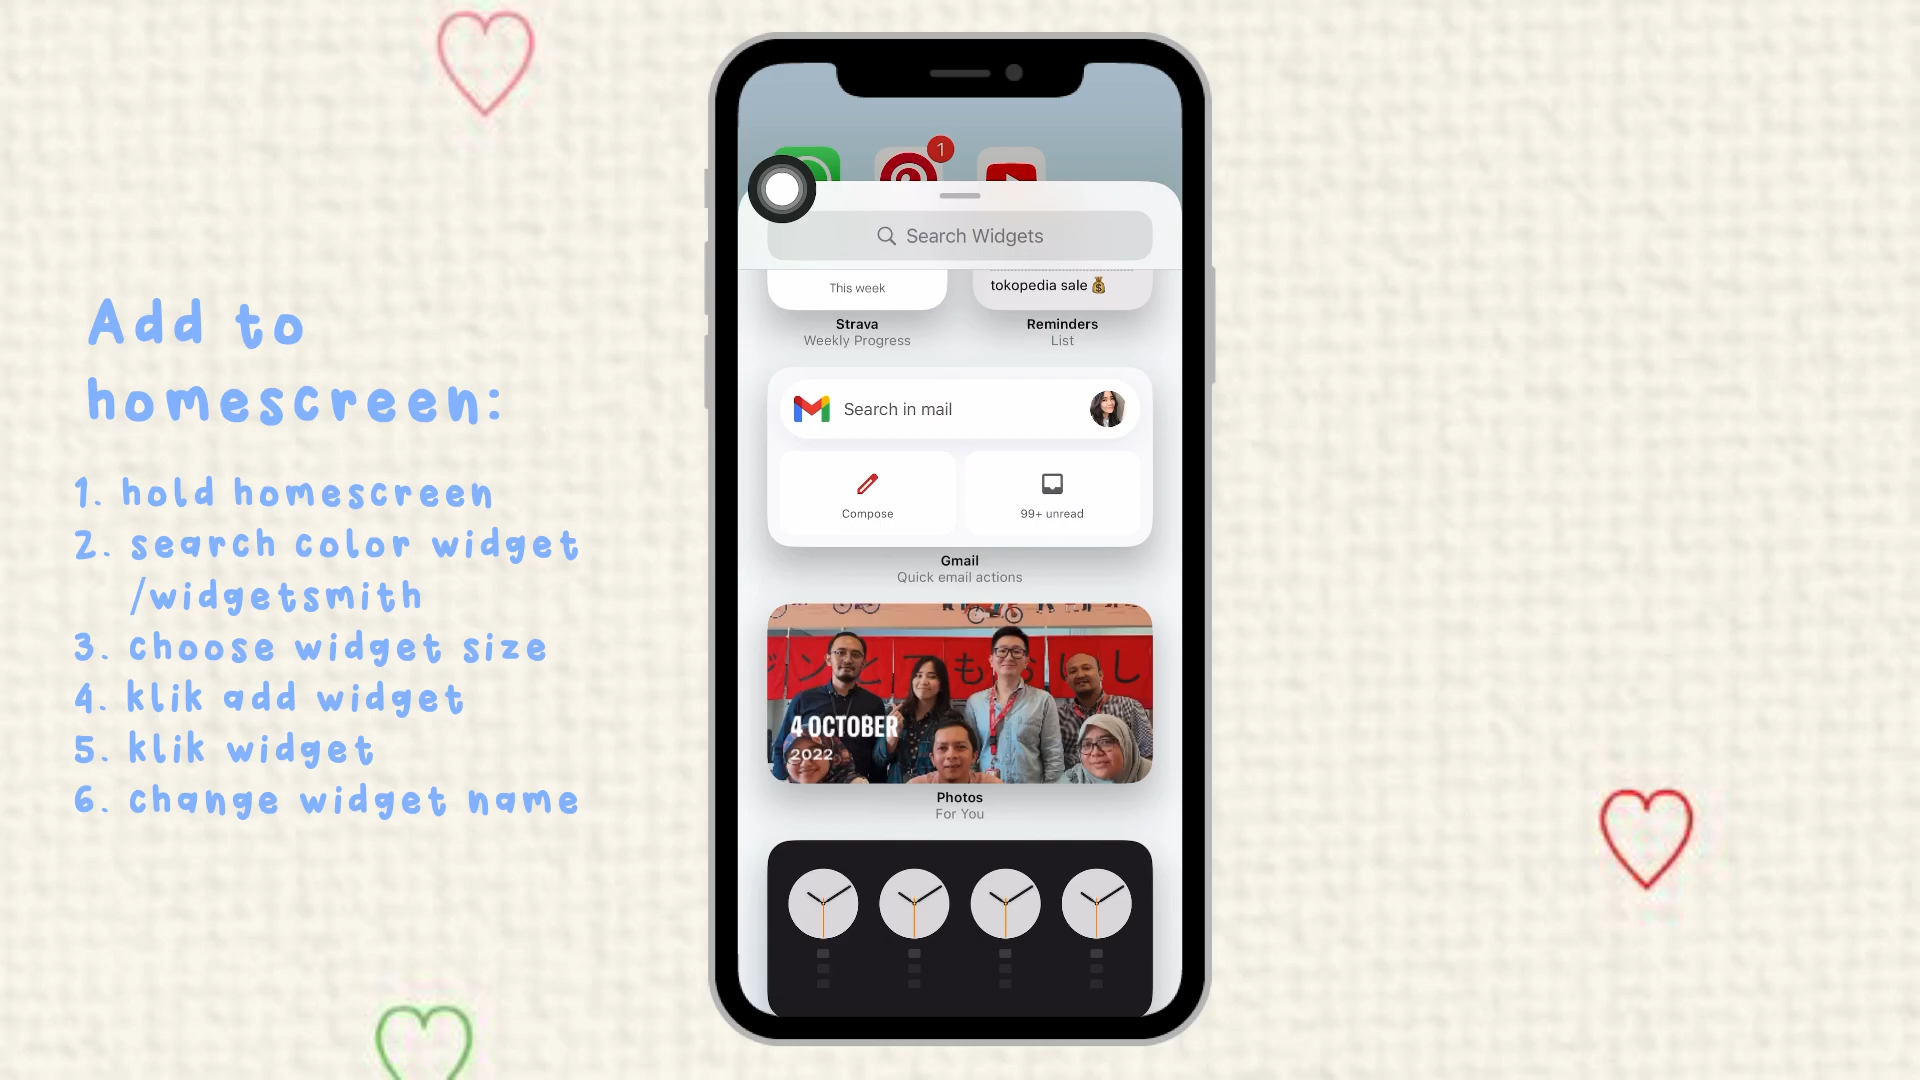 Add to
homescreen:
1. hold homescreen
2. search color widget
/widgetsmith
3. choose widget size
4. klik add widget
5. klik widget
6. change widget name
1
Search Widgets
This week
tokopedia sale 💰
Strava
Weekly Progress
Reminders
List
Search in mail
Compose
99+ unread
Gmail
Quick email actions
4 OCTOBER
2022
Photos
For You